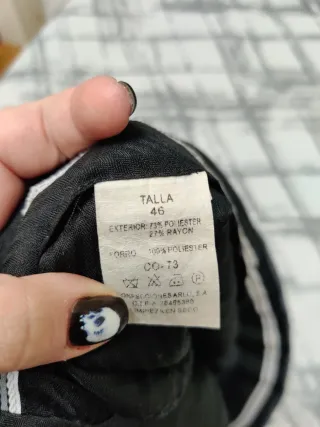 TALLA
46
EXTERIOR: 73% POLIESTER
27% RAYON
FORRO: 100% POLIESTER
CO-73
P